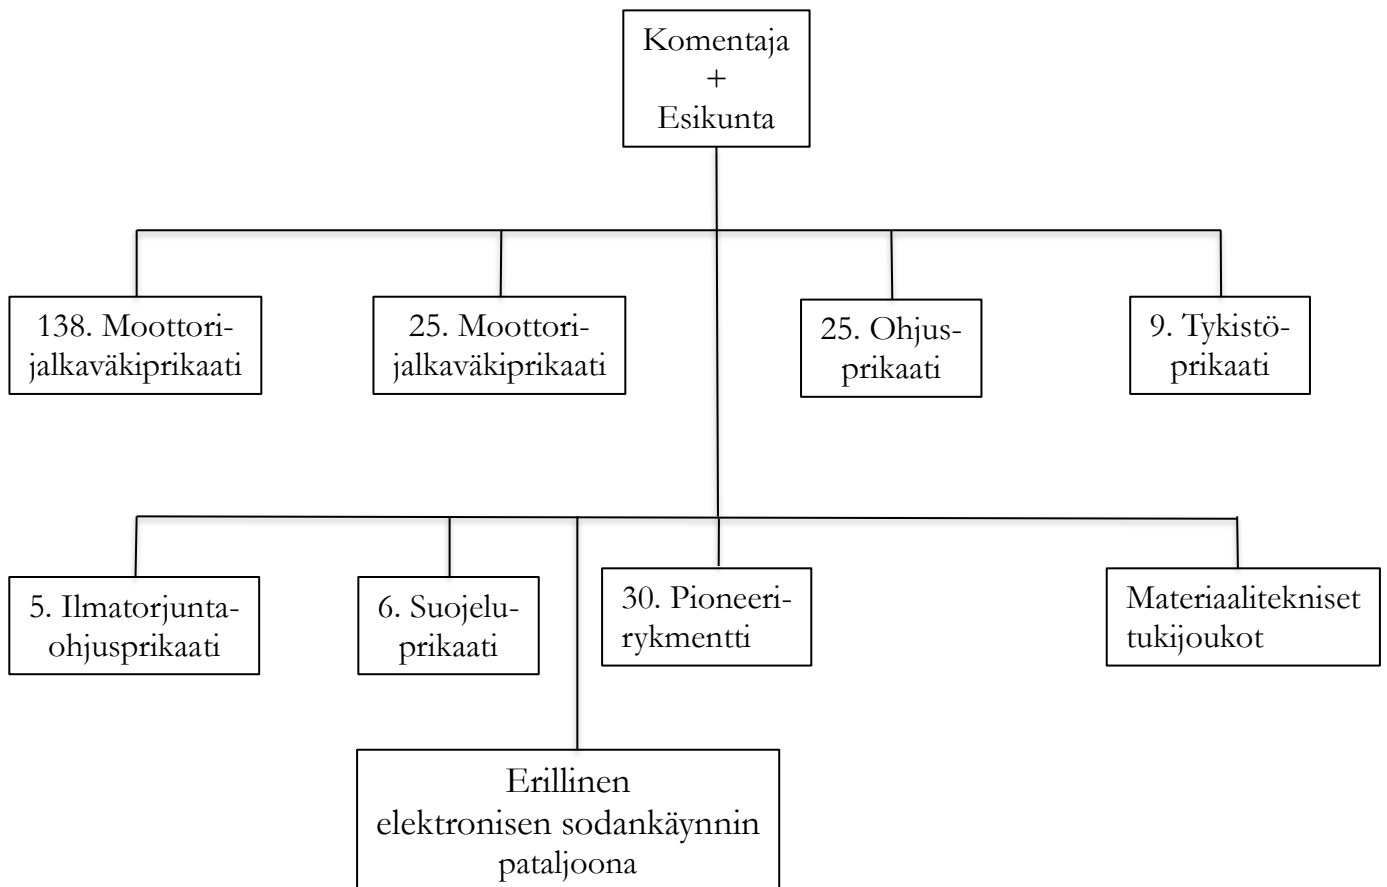 Komentaja
+
Esikunta
138. Moottori-
jalkaväkiprikaati
25. Moottori-
jalkaväkiprikaati
25. Ohjus-
prikaati
9. Tykistö-
prikaati
5. Ilmatorjunta-
ohjusprikaati
6. Suojelu-
prikaati
30. Pioneeri-
rykmentti
Materiaalitekniset
tukijoukot
Erillinen
elektronisen sodankäynnin
pataljoona